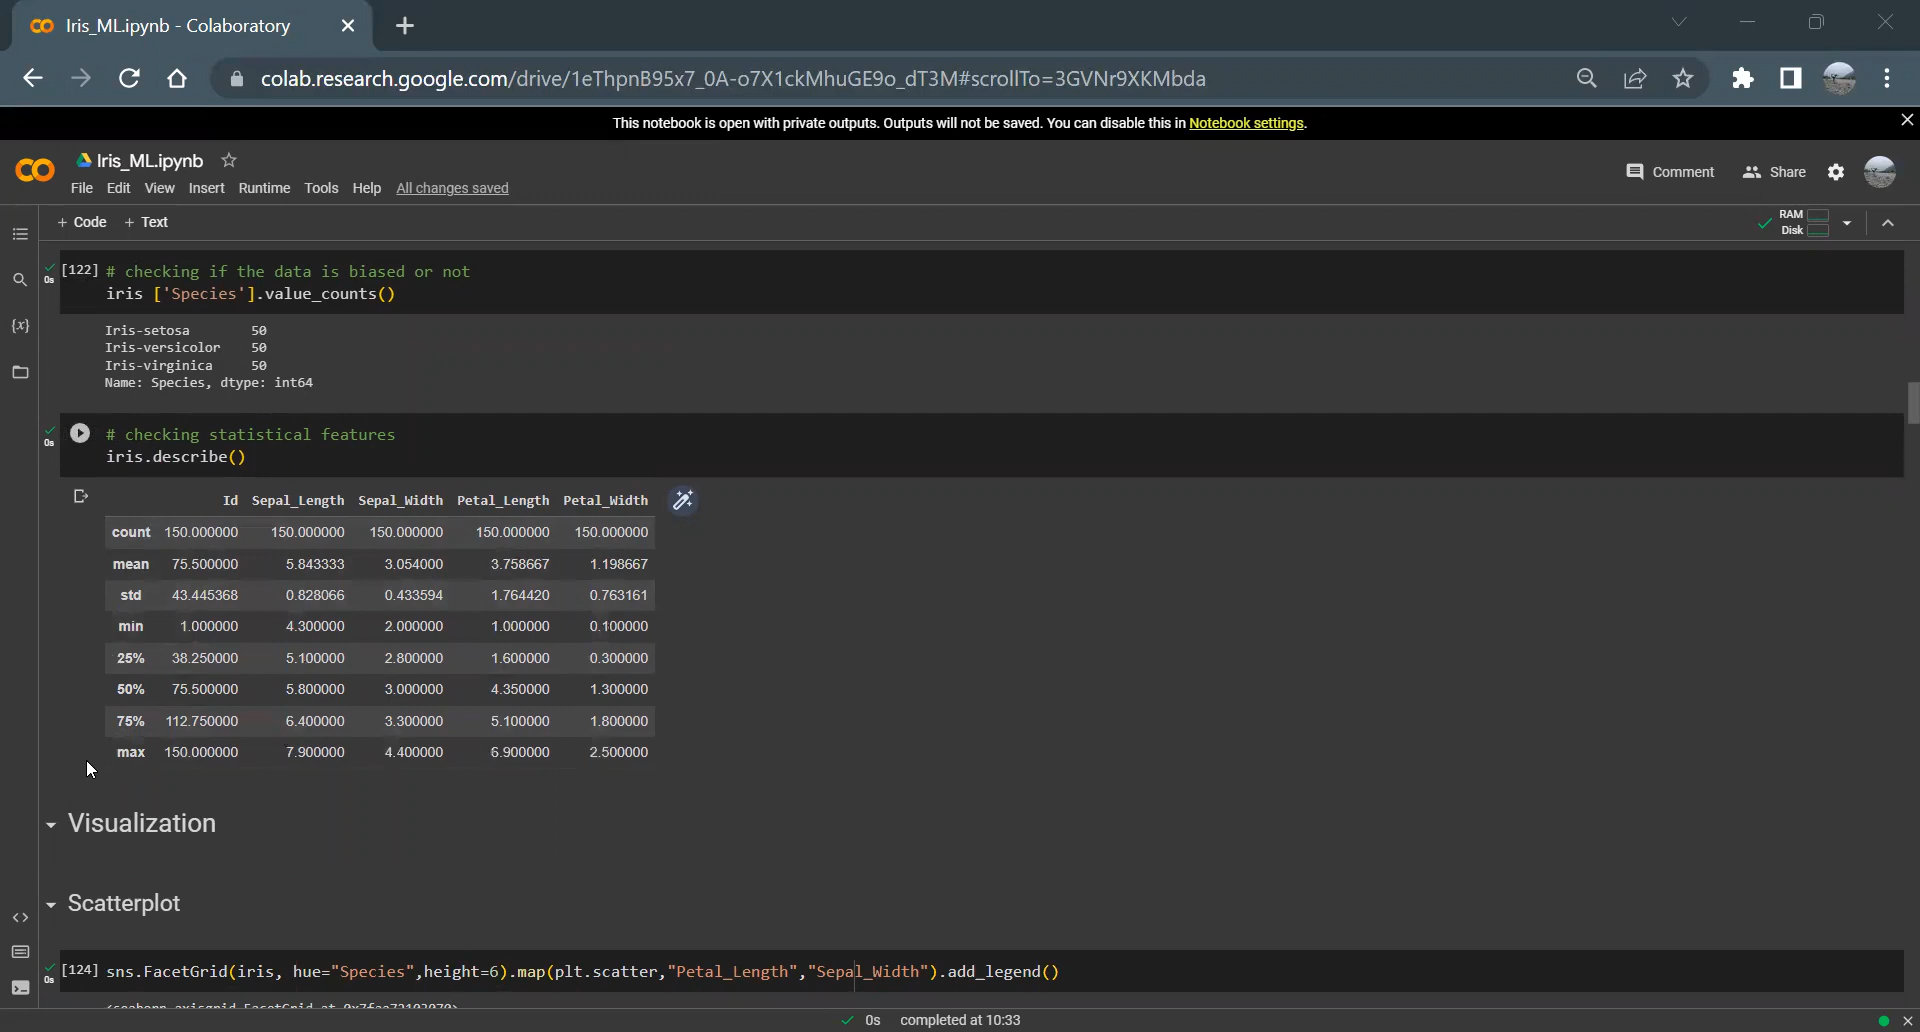 Iris_ML.ipynb - Colaboratory
colab.research.google.com/drive/1eThpnB95x7_0A-o7X1ckMhuGE9o_dT3M#scrollTo=3GVNr9XKMbda
This notebook is open with private outputs. Outputs will not be saved. You can disable this in Notebook settings.
Iris_ML.ipynb
Comment Share
File Edit View Insert Runtime Tools Help All changes saved
+ Code + Text
RAM
Disk
[122] # checking if the data is biased or not
0s
iris ['Species'].value_counts()
{x}
Iris-setosa 50
Iris-versicolor 50
Iris-virginica 50
Name: Species, dtype: int64
# checking statistical features
0s
iris.describe()
Id Sepal_Length Sepal_Width Petal_Length Petal_Width
count 150.000000 150.000000 150.000000 150.000000 150.000000
mean 75.500000 5.843333 3.054000 3.758667 1.198667
std 43.445368 0.828066 0.433594 1.764420 0.763161
min 1.000000 4.300000 2.000000 1.000000 0.100000
25% 38.250000 5.100000 2.800000 1.600000 0.300000
50% 75.500000 5.800000 3.000000 4.350000 1.300000
75% 112.750000 6.400000 3.300000 5.100000 1.800000
max 150.000000 7.900000 4.400000 6.900000 2.500000
Visualization
Scatterplot
[124] sns.FacetGrid(iris, hue="Species",height=6).map(plt.scatter,"Petal_Length","Sepal_Width").add_legend()
0s
0s completed at 10:33